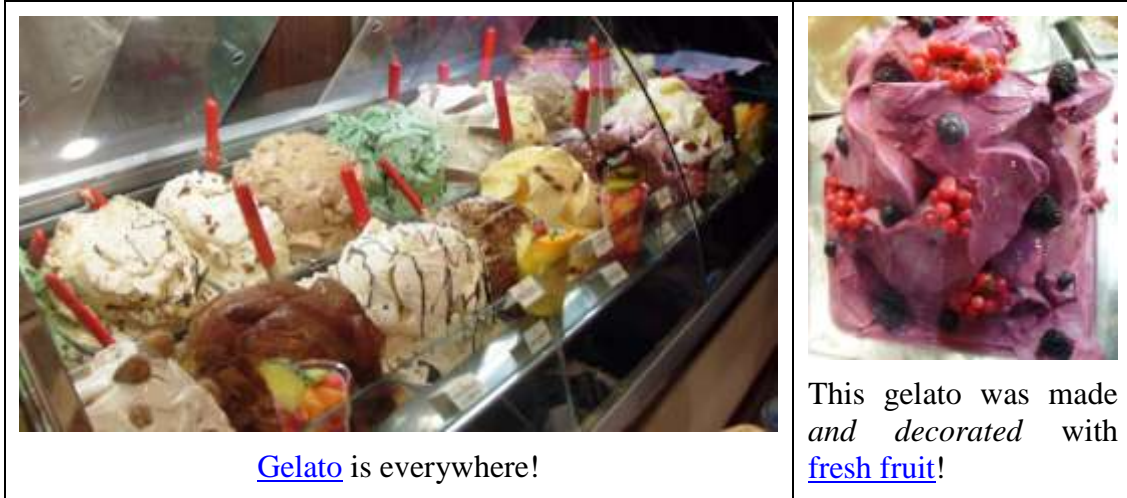 Gelato is everywhere!
This gelato was made
and decorated with
fresh fruit!